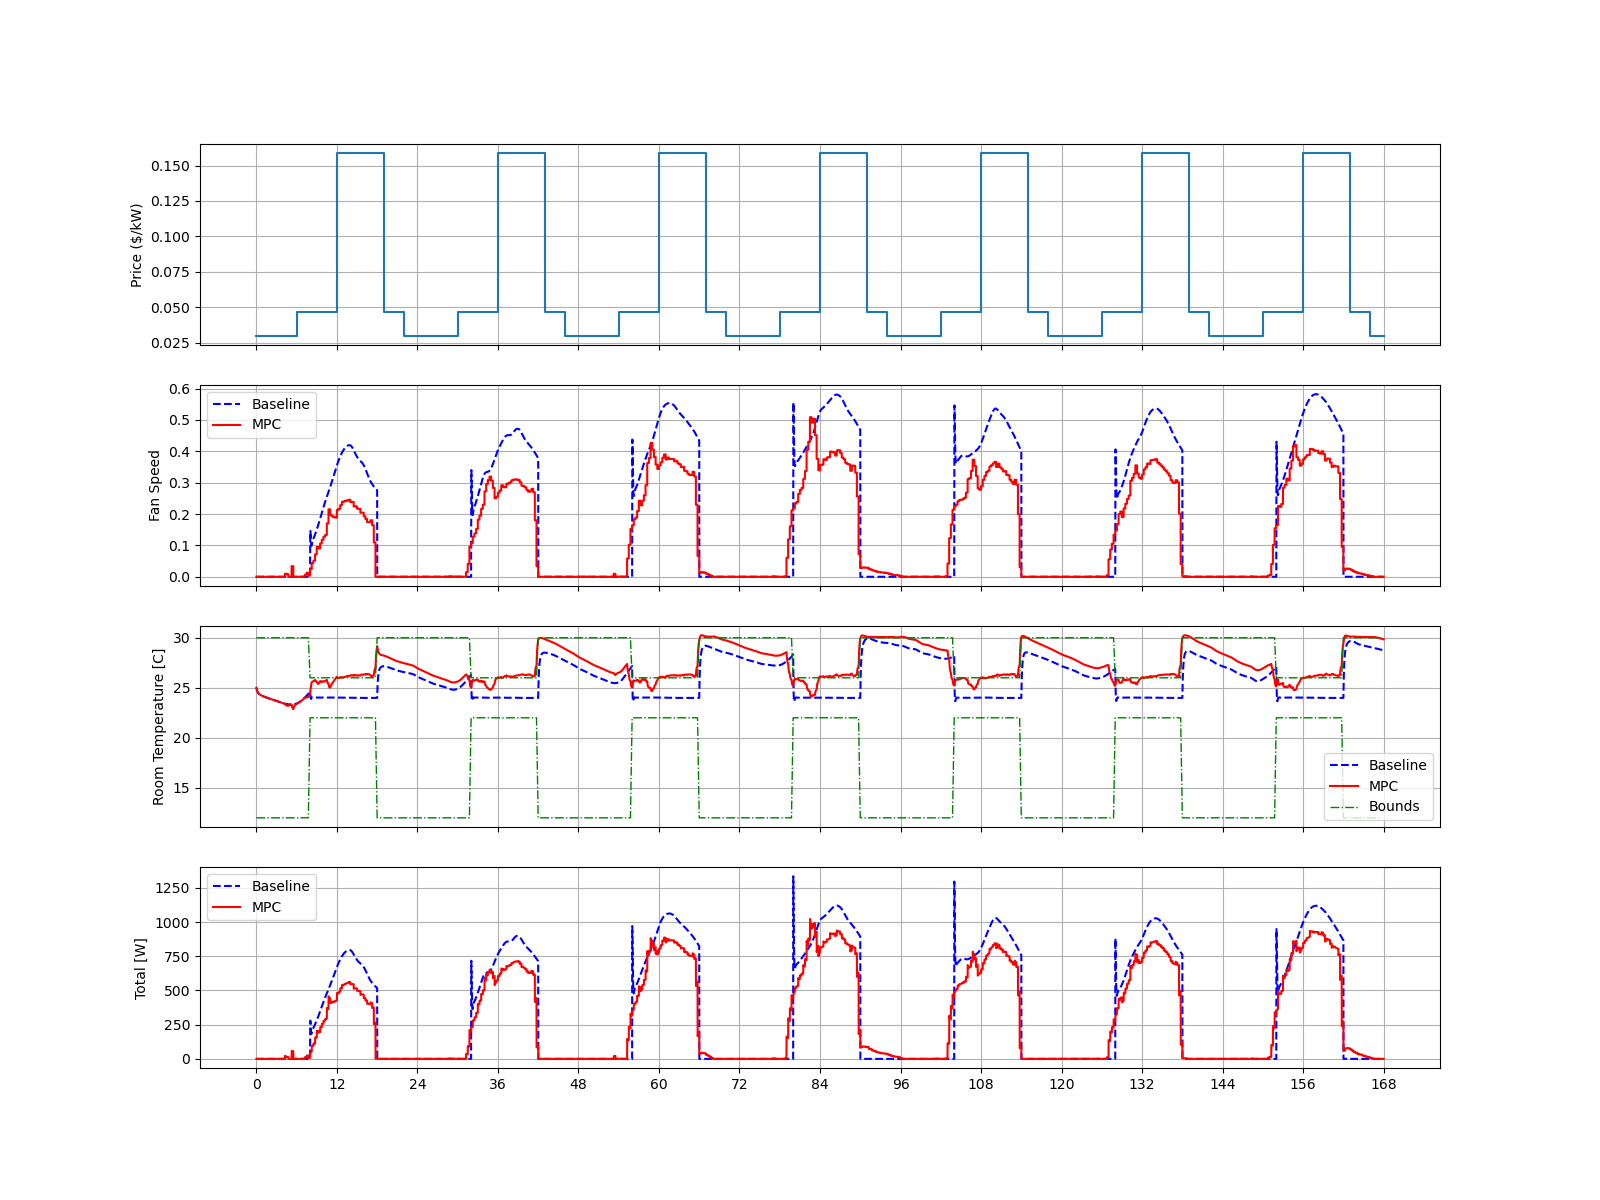 Price ($/kW)
0.150
0.125
0.100
0.075
0.050
0.025
Fan Speed
0.6
0.5
0.4
0.3
0.2
0.1
0.0
Baseline
MPC
Room Temperature [C]
30
25
20
15
Baseline
MPC
Bounds
Total [W]
1250
1000
750
500
250
0
Baseline
MPC
0 12 24 36 48 60 72 84 96 108 120 132 144 156 168